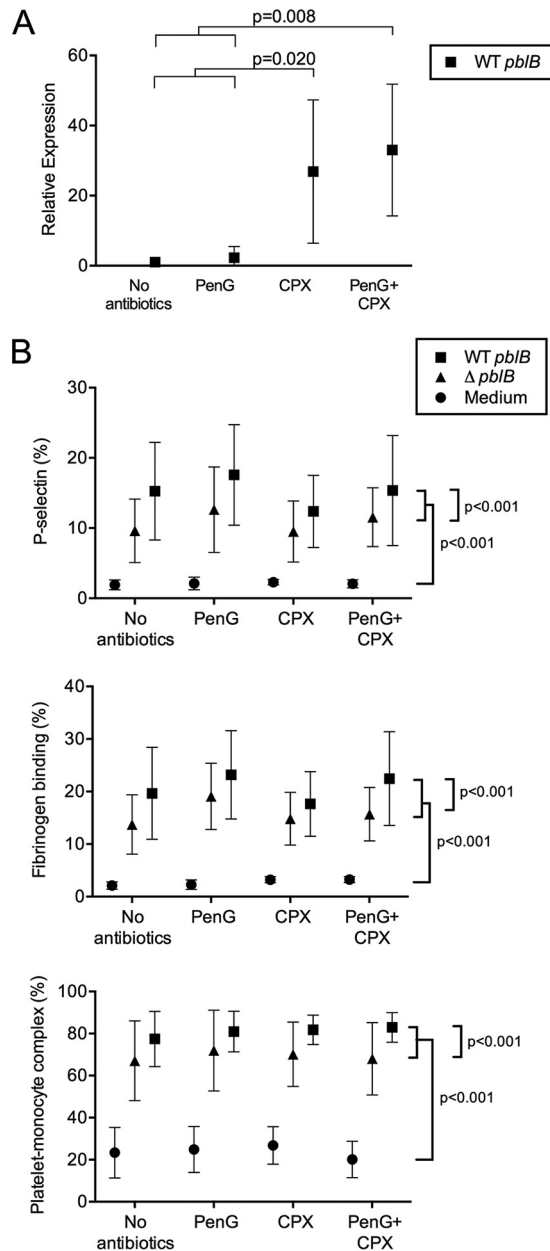 A
p=0.008
p=0.020
WT pblB
Relative Expression
60
40
20
0
No antibiotics
PenG
CPX
PenG+ CPX
B
WT pblB
Δ pblB
Medium
P-selectin (%)
30
20
10
0
p<0.001
p<0.001
No antibiotics
PenG
CPX
PenG+ CPX
Fibrinogen binding (%)
40
30
20
10
0
p<0.001
p<0.001
No antibiotics
PenG
CPX
PenG+ CPX
Platelet-monocyte complex (%)
100
80
60
40
20
0
p<0.001
p<0.001
No antibiotics
PenG
CPX
PenG+ CPX